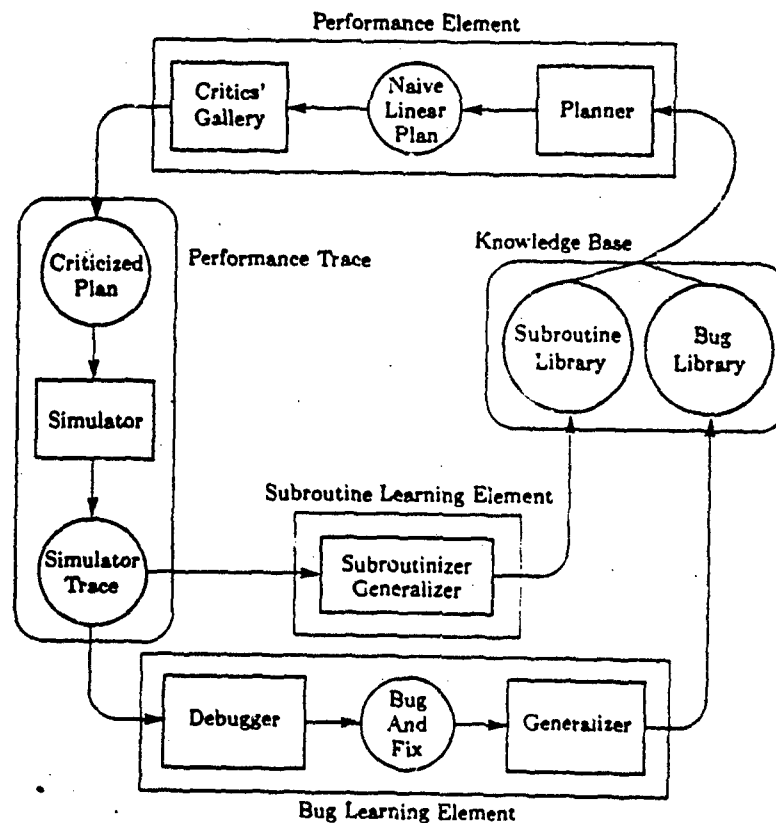 Performance Element
Critics'
Gallery
Naive
Linear
Plan
Planner
Criticized
Plan
Performance Trace
Knowledge Base
Subroutine
Library
Bug
Library
Simulator
Subroutine Learning Element
Simulator
Trace
Subroutinizer
Generalizer
Debugger
Bug
And
Fix
Generalizer
Bug Learning Element